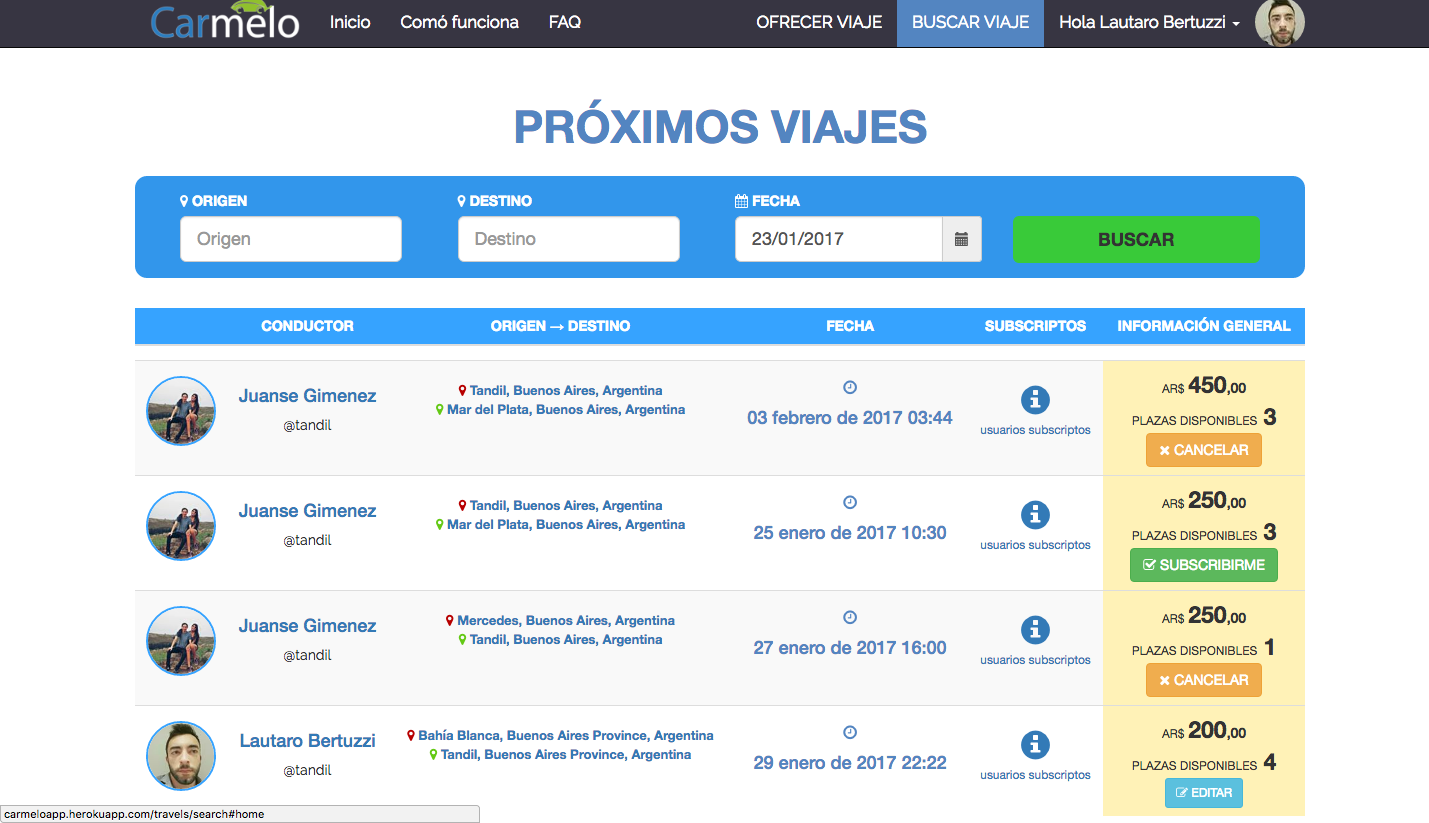 Carmelo Inicio Comó funciona FAQ OFRECER VIAJE BUSCAR VIAJE Hola Lautaro Bertuzzi
PRÓXIMOS VIAJES
ORIGEN DESTINO FECHA
Origen Destino 23/01/2017 BUSCAR
CONDUCTOR ORIGEN → DESTINO FECHA SUBSCRIPTOS INFORMACIÓN GENERAL
Juanse Gimenez
@tandil
Tandil, Buenos Aires, Argentina
Mar del Plata, Buenos Aires, Argentina
03 febrero de 2017 03:44
usuarios subscriptos
AR$ 450,00
PLAZAS DISPONIBLES 3
CANCELAR
Juanse Gimenez
@tandil
Tandil, Buenos Aires, Argentina
Mar del Plata, Buenos Aires, Argentina
25 enero de 2017 10:30
usuarios subscriptos
AR$ 250,00
PLAZAS DISPONIBLES 3
SUBSCRIBIRME
Juanse Gimenez
@tandil
Mercedes, Buenos Aires, Argentina
Tandil, Buenos Aires, Argentina
27 enero de 2017 16:00
usuarios subscriptos
AR$ 250,00
PLAZAS DISPONIBLES 1
CANCELAR
Lautaro Bertuzzi
@tandil
Bahía Blanca, Buenos Aires Province, Argentina
Tandil, Buenos Aires Province, Argentina
29 enero de 2017 22:22
usuarios subscriptos
AR$ 200,00
PLAZAS DISPONIBLES 4
EDITAR
carmeloapp.herokuapp.com/travels/search#home